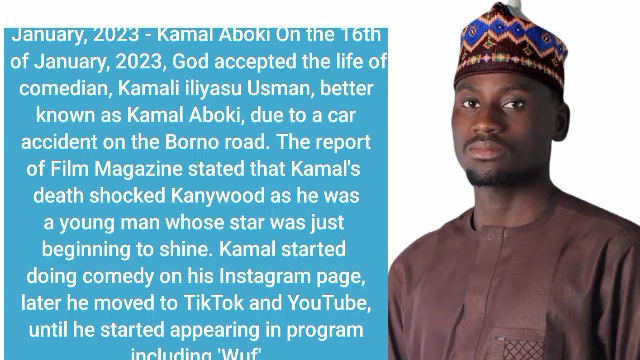 January, 2023 - Kamal Aboki On the 16th
of January, 2023, God accepted the life of
comedian, Kamali iliyasu Usman, better
known as Kamal Aboki, due to a car
accident on the Borno road. The report
of Film Magazine stated that Kamal's
death shocked Kanywood as he was
a young man whose star was just
beginning to shine. Kamal started
doing comedy on his Instagram page,
later he moved to TikTok and YouTube,
until he started appearing in program
including 'Wuf'